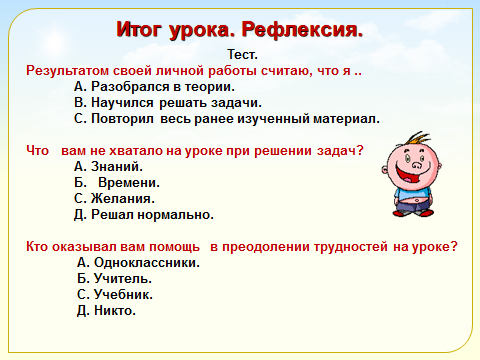 Итог урока. Рефлексия.
Тест.
Результатом своей личной работы считаю, что я ..
А. Разобрался в теории.
В. Научился решать задачи.
С. Повторил весь ранее изученный материал.
Что вам не хватало на уроке при решении задач?
А. Знаний.
Б. Времени.
С. Желания.
Д. Решал нормально.
Кто оказывал вам помощь в преодолении трудностей на уроке?
А. Одноклассники.
Б. Учитель.
С. Учебник.
Д. Никто.